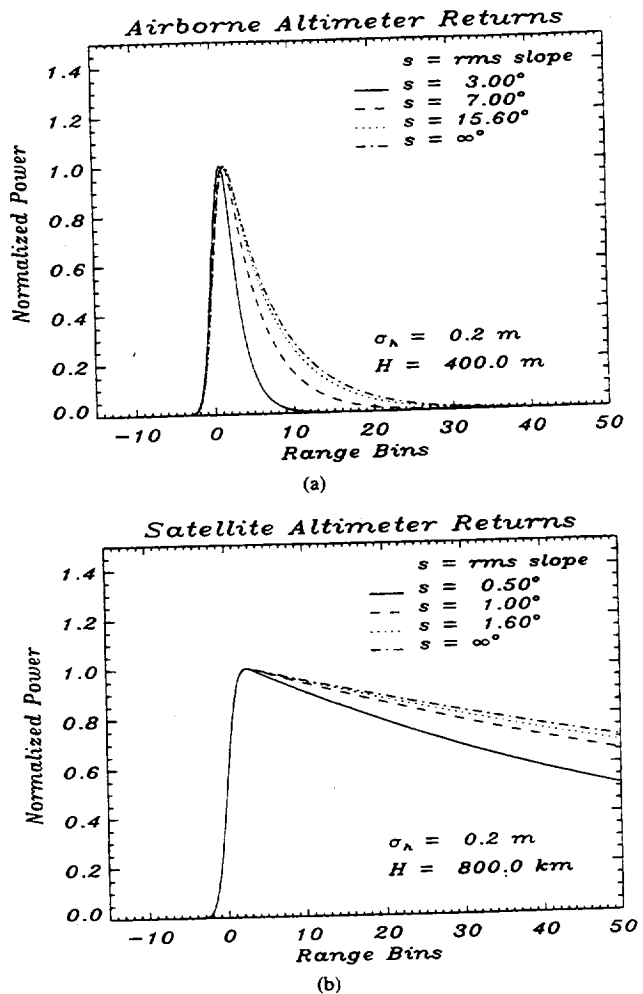 Airborne Altimeter Returns
1.4
1.2
1.0
0.8
0.6
0.4
0.2
0.0
Normalized Power
s = rms slope
s = 3.00°
s = 7.00°
s = 15.60°
s = ∞°
σₕ = 0.2 m
H = 400.0 m
-10 0 10 20 30 40 50
Range Bins
(a)
Satellite Altimeter Returns
1.4
1.2
1.0
0.8
0.6
0.4
0.2
0.0
Normalized Power
s = rms slope
s = 0.50°
s = 1.00°
s = 1.60°
s = ∞°
σₕ = 0.2 m
H = 800.0 km
-10 0 10 20 30 40 50
Range Bins
(b)